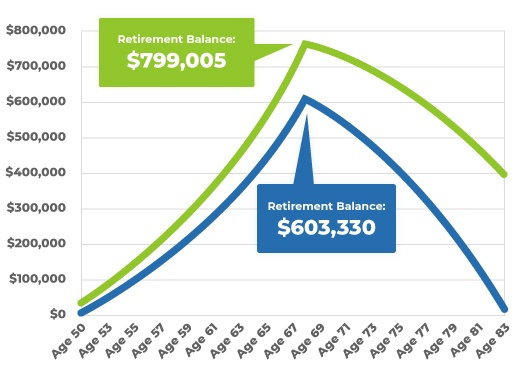 $800,000
$700,000
$600,000
$500,000
$400,000
$300,000
$200,000
$100,000
$0
Retirement Balance:
$799,005
Retirement Balance:
$603,330
Age 50
Age 53
Age 55
Age 57
Age 59
Age 61
Age 63
Age 65
Age 67
Age 69
Age 71
Age 73
Age 75
Age 77
Age 79
Age 81
Age 83